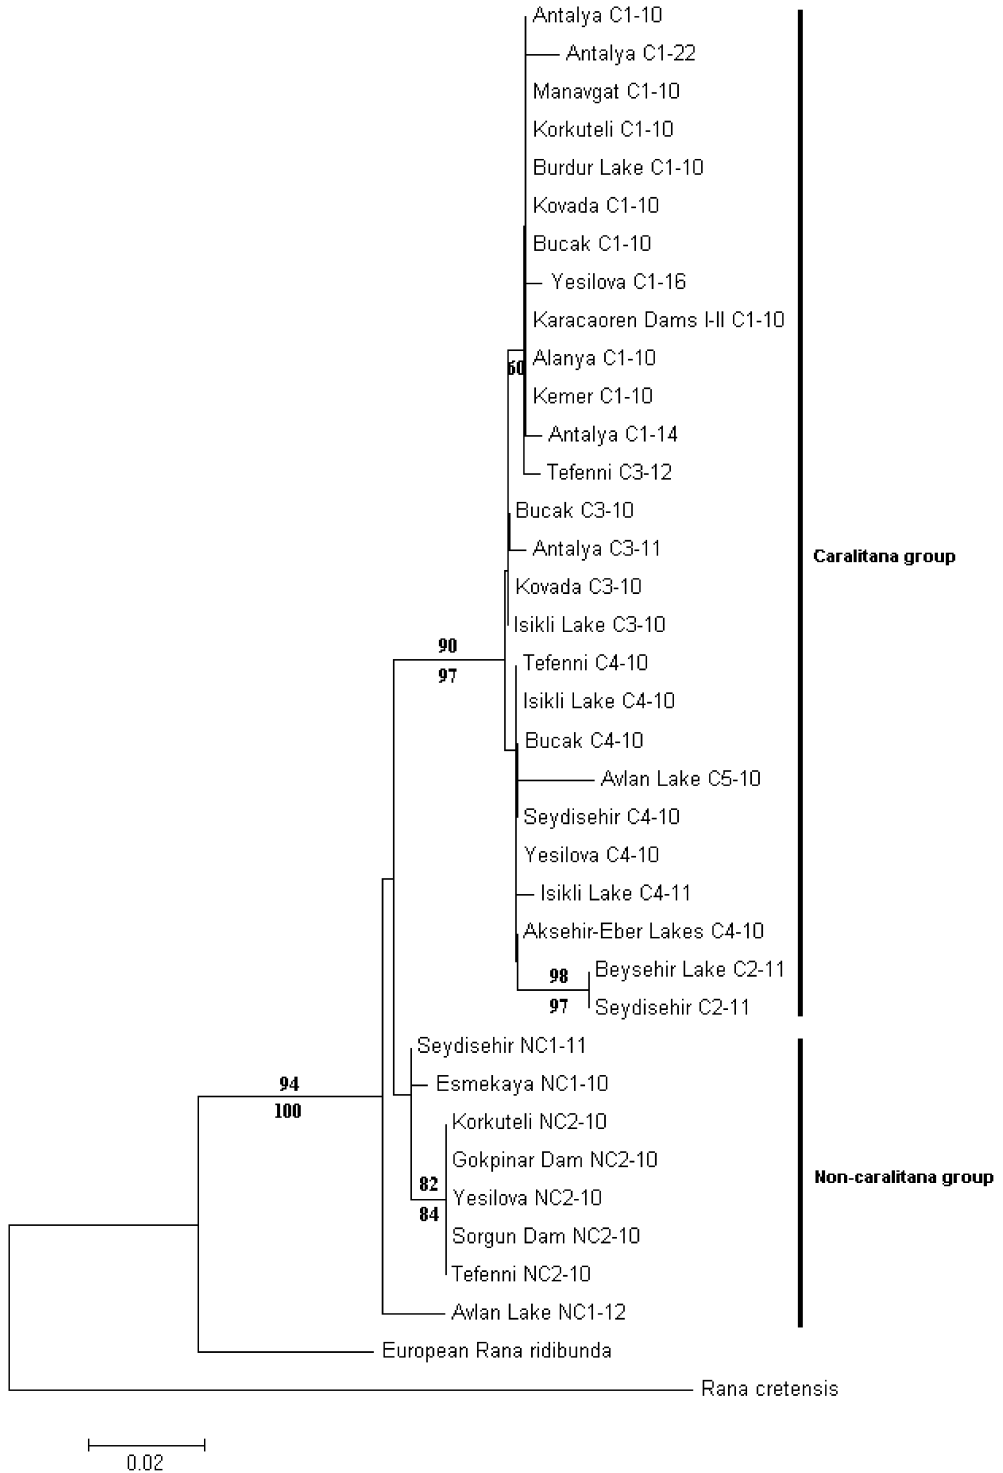 Antalya C1-10
Antalya C1-22
Manavgat C1-10
Korkuteli C1-10
Burdur Lake C1-10
Kovada C1-10
Bucak C1-10
Yesilova C1-16
Karacaoren Dams I-II C1-10
Alanya C1-10
60
Kemer C1-10
Antalya C1-14
Tefenni C3-12
Bucak C3-10
Antalya C3-11
Caralitana group
Kovada C3-10
Isikli Lake C3-10
90
Tefenni C4-10
97
Isikli Lake C4-10
Bucak C4-10
Avlan Lake C5-10
Seydisehir C4-10
Yesilova C4-10
Isikli Lake C4-11
Aksehir-Eber Lakes C4-10
Beysehir Lake C2-11
98
97
Seydisehir C2-11
Seydisehir NC1-11
Esmekaya NC1-10
94
100
Korkuteli NC2-10
Gokpinar Dam NC2-10
Non-caralitana group
82
Yesilova NC2-10
84
Sorgun Dam NC2-10
Tefenni NC2-10
Avlan Lake NC1-12
European Rana ridibunda
Rana cretensis
0.02